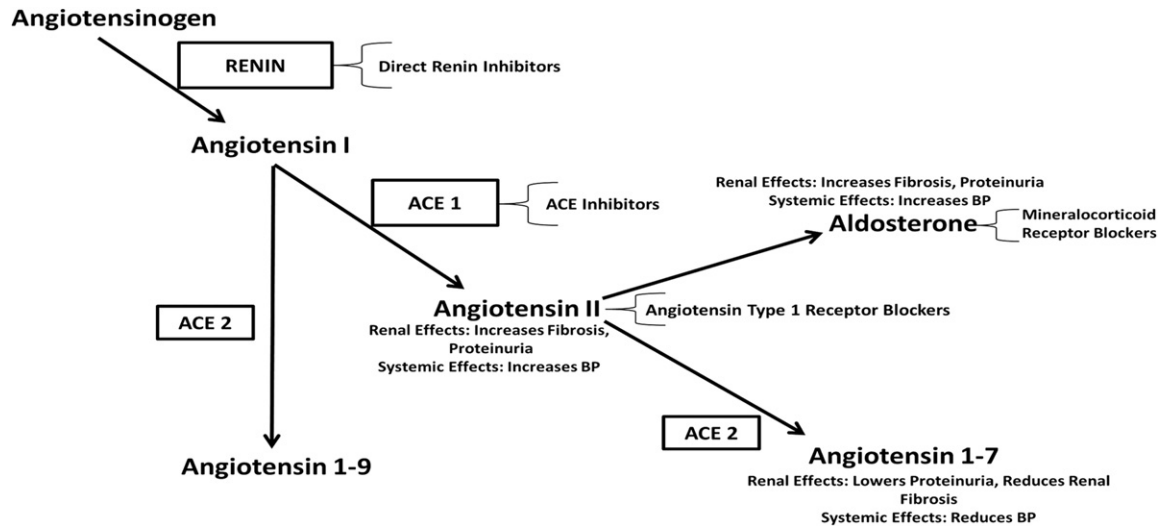 Angiotensinogen
RENIN
Direct Renin Inhibitors
Angiotensin I
ACE 1
ACE Inhibitors
Renal Effects: Increases Fibrosis, Proteinuria
Systemic Effects: Increases BP
Aldosterone
Mineralocorticoid
Receptor Blockers
Angiotensin II
Angiotensin Type 1 Receptor Blockers
Renal Effects: Increases Fibrosis,
Proteinuria
Systemic Effects: Increases BP
ACE 2
ACE 2
Angiotensin 1-9
Angiotensin 1-7
Renal Effects: Lowers Proteinuria, Reduces Renal
Fibrosis
Systemic Effects: Reduces BP